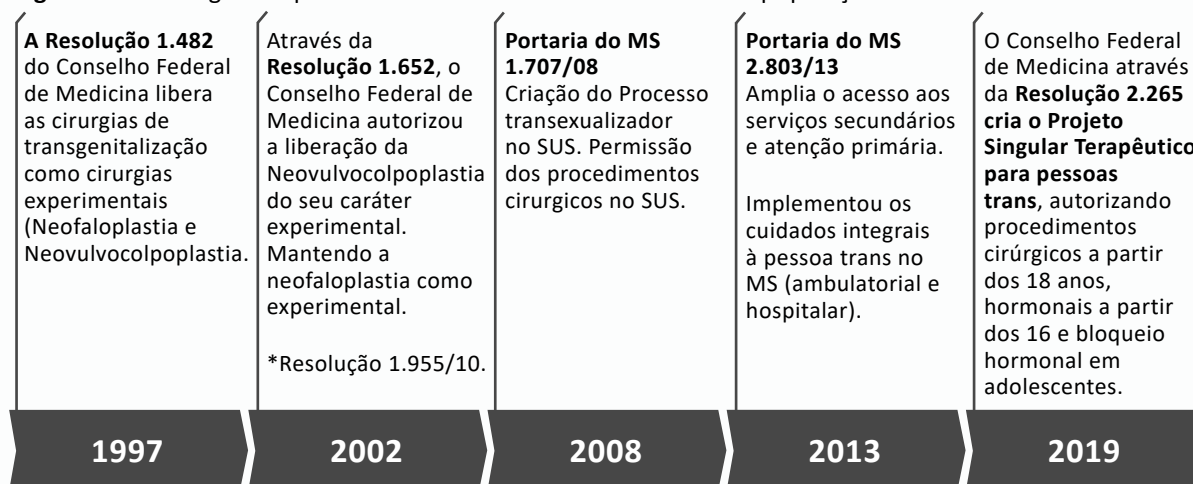 A Resolução 1.482
do Conselho Federal
de Medicina libera
as cirurgias de
transgenitalização
como cirurgias
experimentais
(Neofaloplastia e
Neovulvocolpoplastia.
Através da
Resolução 1.652, o
Conselho Federal de
Medicina autorizou
a liberação da
Neovulvocolpoplastia
do seu caráter
experimental.
Mantendo a
neofaloplastia como
experimental.
*Resolução 1.955/10.
Portaria do MS
1.707/08
Criação do Processo
transexualizador
no SUS. Permissão
dos procedimentos
cirurgicos no SUS.
Portaria do MS
2.803/13
Amplia o acesso aos
serviços secundários
e atenção primária.
Implementou os
cuidados integrais
à pessoa trans no
MS (ambulatorial e
hospitalar).
O Conselho Federal
de Medicina através
da Resolução 2.265
cria o Projeto
Singular Terapêutico
para pessoas
trans, autorizando
procedimentos
cirúrgicos a partir
dos 18 anos,
hormonais a partir
dos 16 e bloqueio
hormonal em
adolescentes.
1997
2002
2008
2013
2019